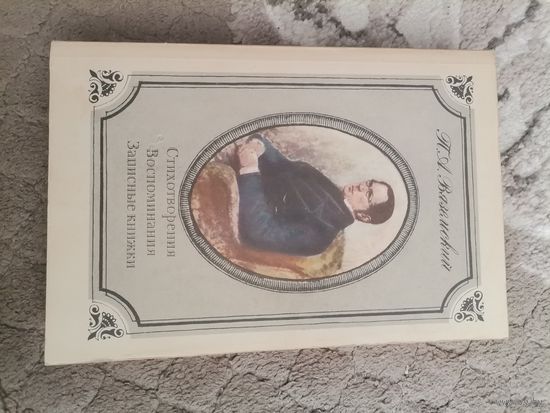 П.А. Вяземский
Стихотворения
Воспоминания
Записные книжки